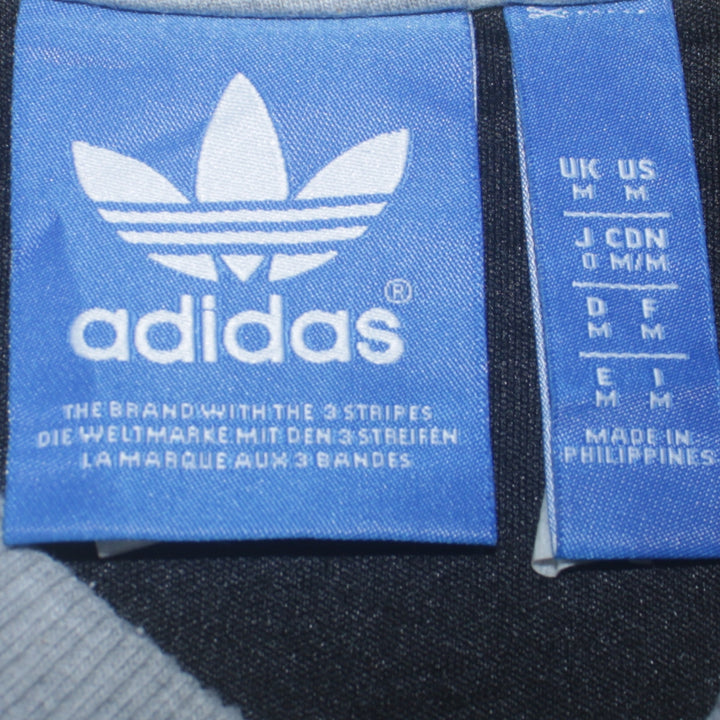 adidas®
THE BRAND WITH THE 3 STRIPES
DIE WELTMARKE MIT DEN 3 STREIFEN
LA MARQUE AUX 3 BANDES
UK US
M M
J CDN
O M/M
D F
M M
E I
M M
MADE IN
PHILIPPINES